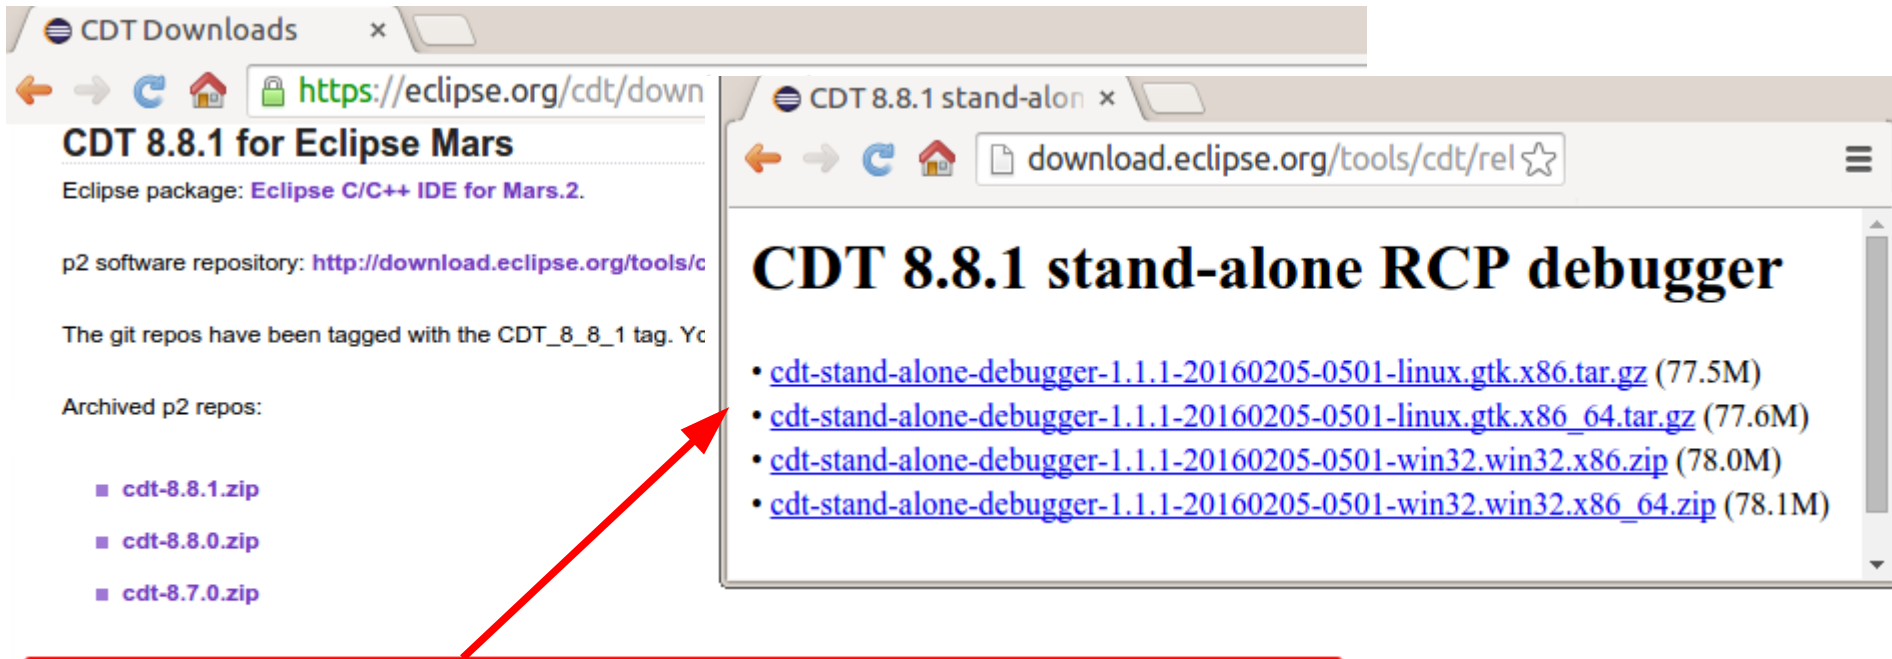 CDT Downloads
https://eclipse.org/cdt/down
CDT 8.8.1 for Eclipse Mars
Eclipse package: Eclipse C/C++ IDE for Mars.2.
p2 software repository: http://download.eclipse.org/tools/c
The git repos have been tagged with the CDT_8_8_1 tag. Yo
Archived p2 repos:
cdt-8.8.1.zip
cdt-8.8.0.zip
cdt-8.7.0.zip
CDT 8.8.1 stand-alon
download.eclipse.org/tools/cdt/rel
CDT 8.8.1 stand-alone RCP debugger
• cdt-stand-alone-debugger-1.1.1-20160205-0501-linux.gtk.x86.tar.gz (77.5M)
• cdt-stand-alone-debugger-1.1.1-20160205-0501-linux.gtk.x86_64.tar.gz (77.6M)
• cdt-stand-alone-debugger-1.1.1-20160205-0501-win32.win32.x86.zip (78.0M)
• cdt-stand-alone-debugger-1.1.1-20160205-0501-win32.win32.x86_64.zip (78.1M)